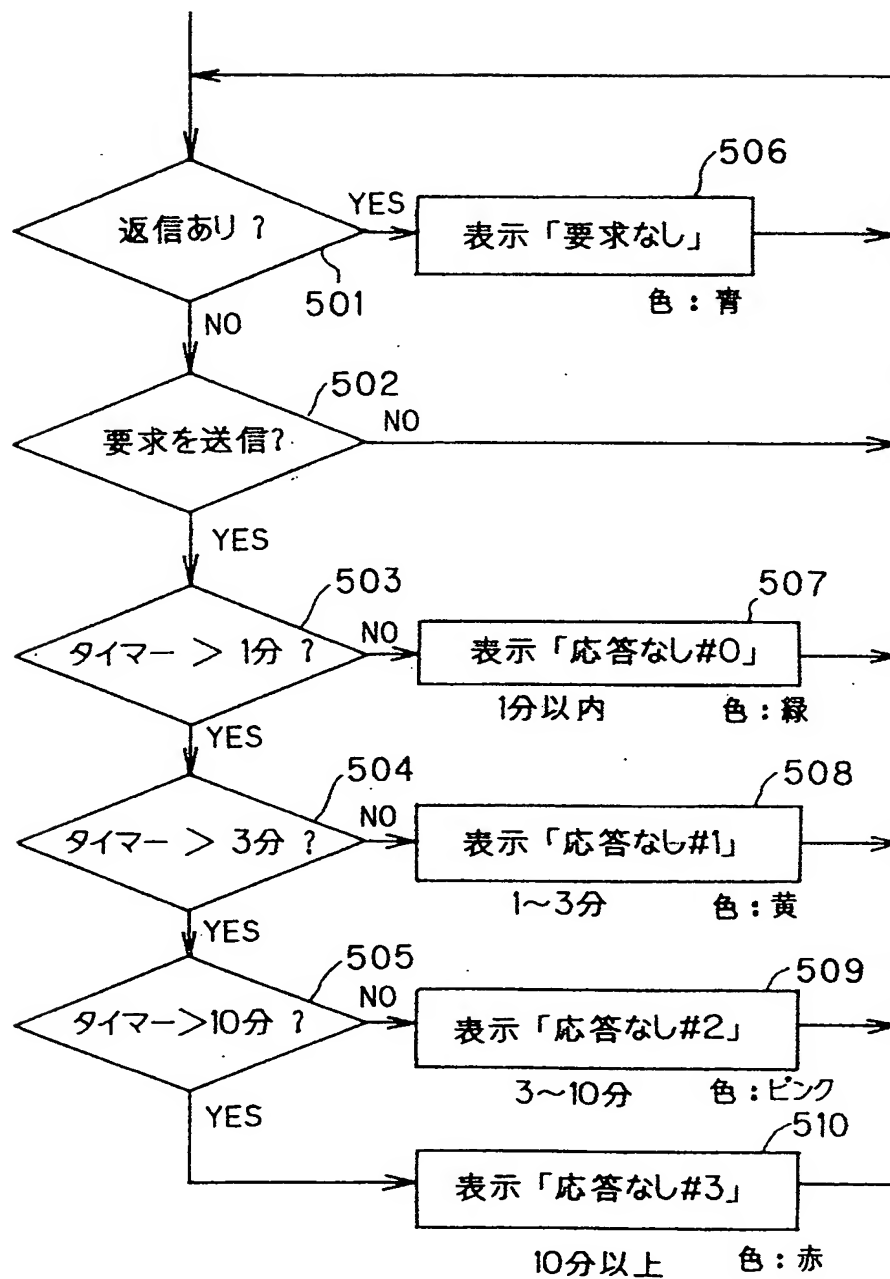 506
返信あり ?
YES
表示「要求なし」
501
色 : 青
NO
502
要求を送信?
NO
YES
503
507
タイマー > 1分 ?
NO
表示「応答なし#0」
1分以内
色 : 緑
YES
504
508
タイマー > 3分 ?
NO
表示「応答なし#1」
1~3分
色 : 黄
YES
505
509
タイマー>10分 ?
NO
表示「応答なし#2」
3~10分
色 : ピンク
YES
510
表示「応答なし#3」
10分以上
色 : 赤